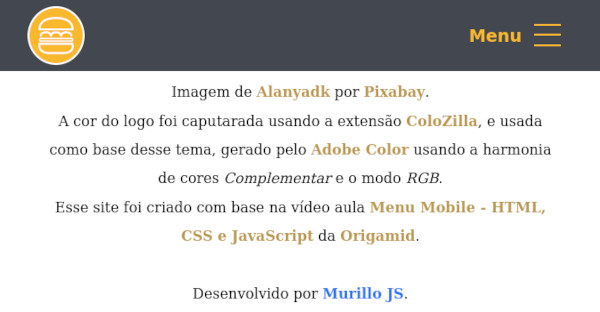 Menu
Imagem de Alanyadk por Pixabay.
A cor do logo foi caputarada usando a extensão ColoZilla, e usada
como base desse tema, gerado pelo Adobe Color usando a harmonia
de cores Complementar e o modo RGB.
Esse site foi criado com base na vídeo aula Menu Mobile - HTML,
CSS e JavaScript da Origamid.
Desenvolvido por Murillo JS.